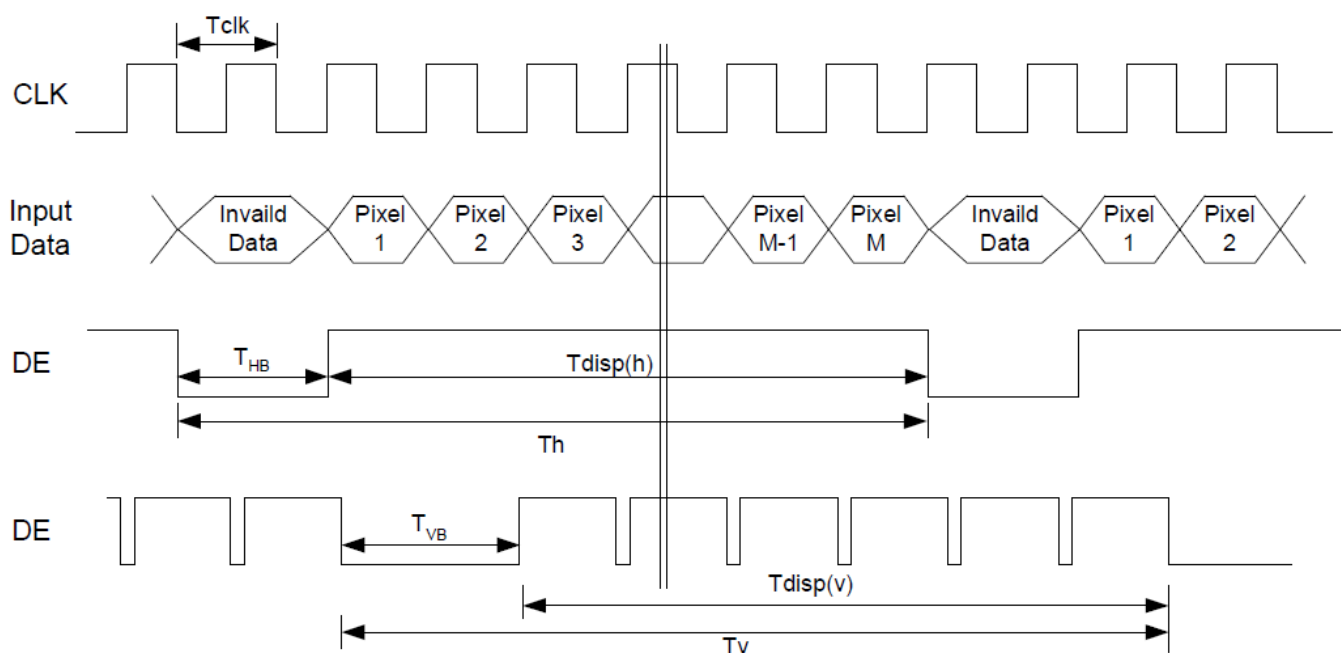 Tclk
CLK
Input
Data
Invaild
Data
Pixel
1
Pixel
2
Pixel
3
Pixel
M-1
Pixel
M
Invaild
Data
Pixel
1
Pixel
2
DE
THB
Tdisp(h)
Th
DE
TVB
Tdisp(v)
Tv